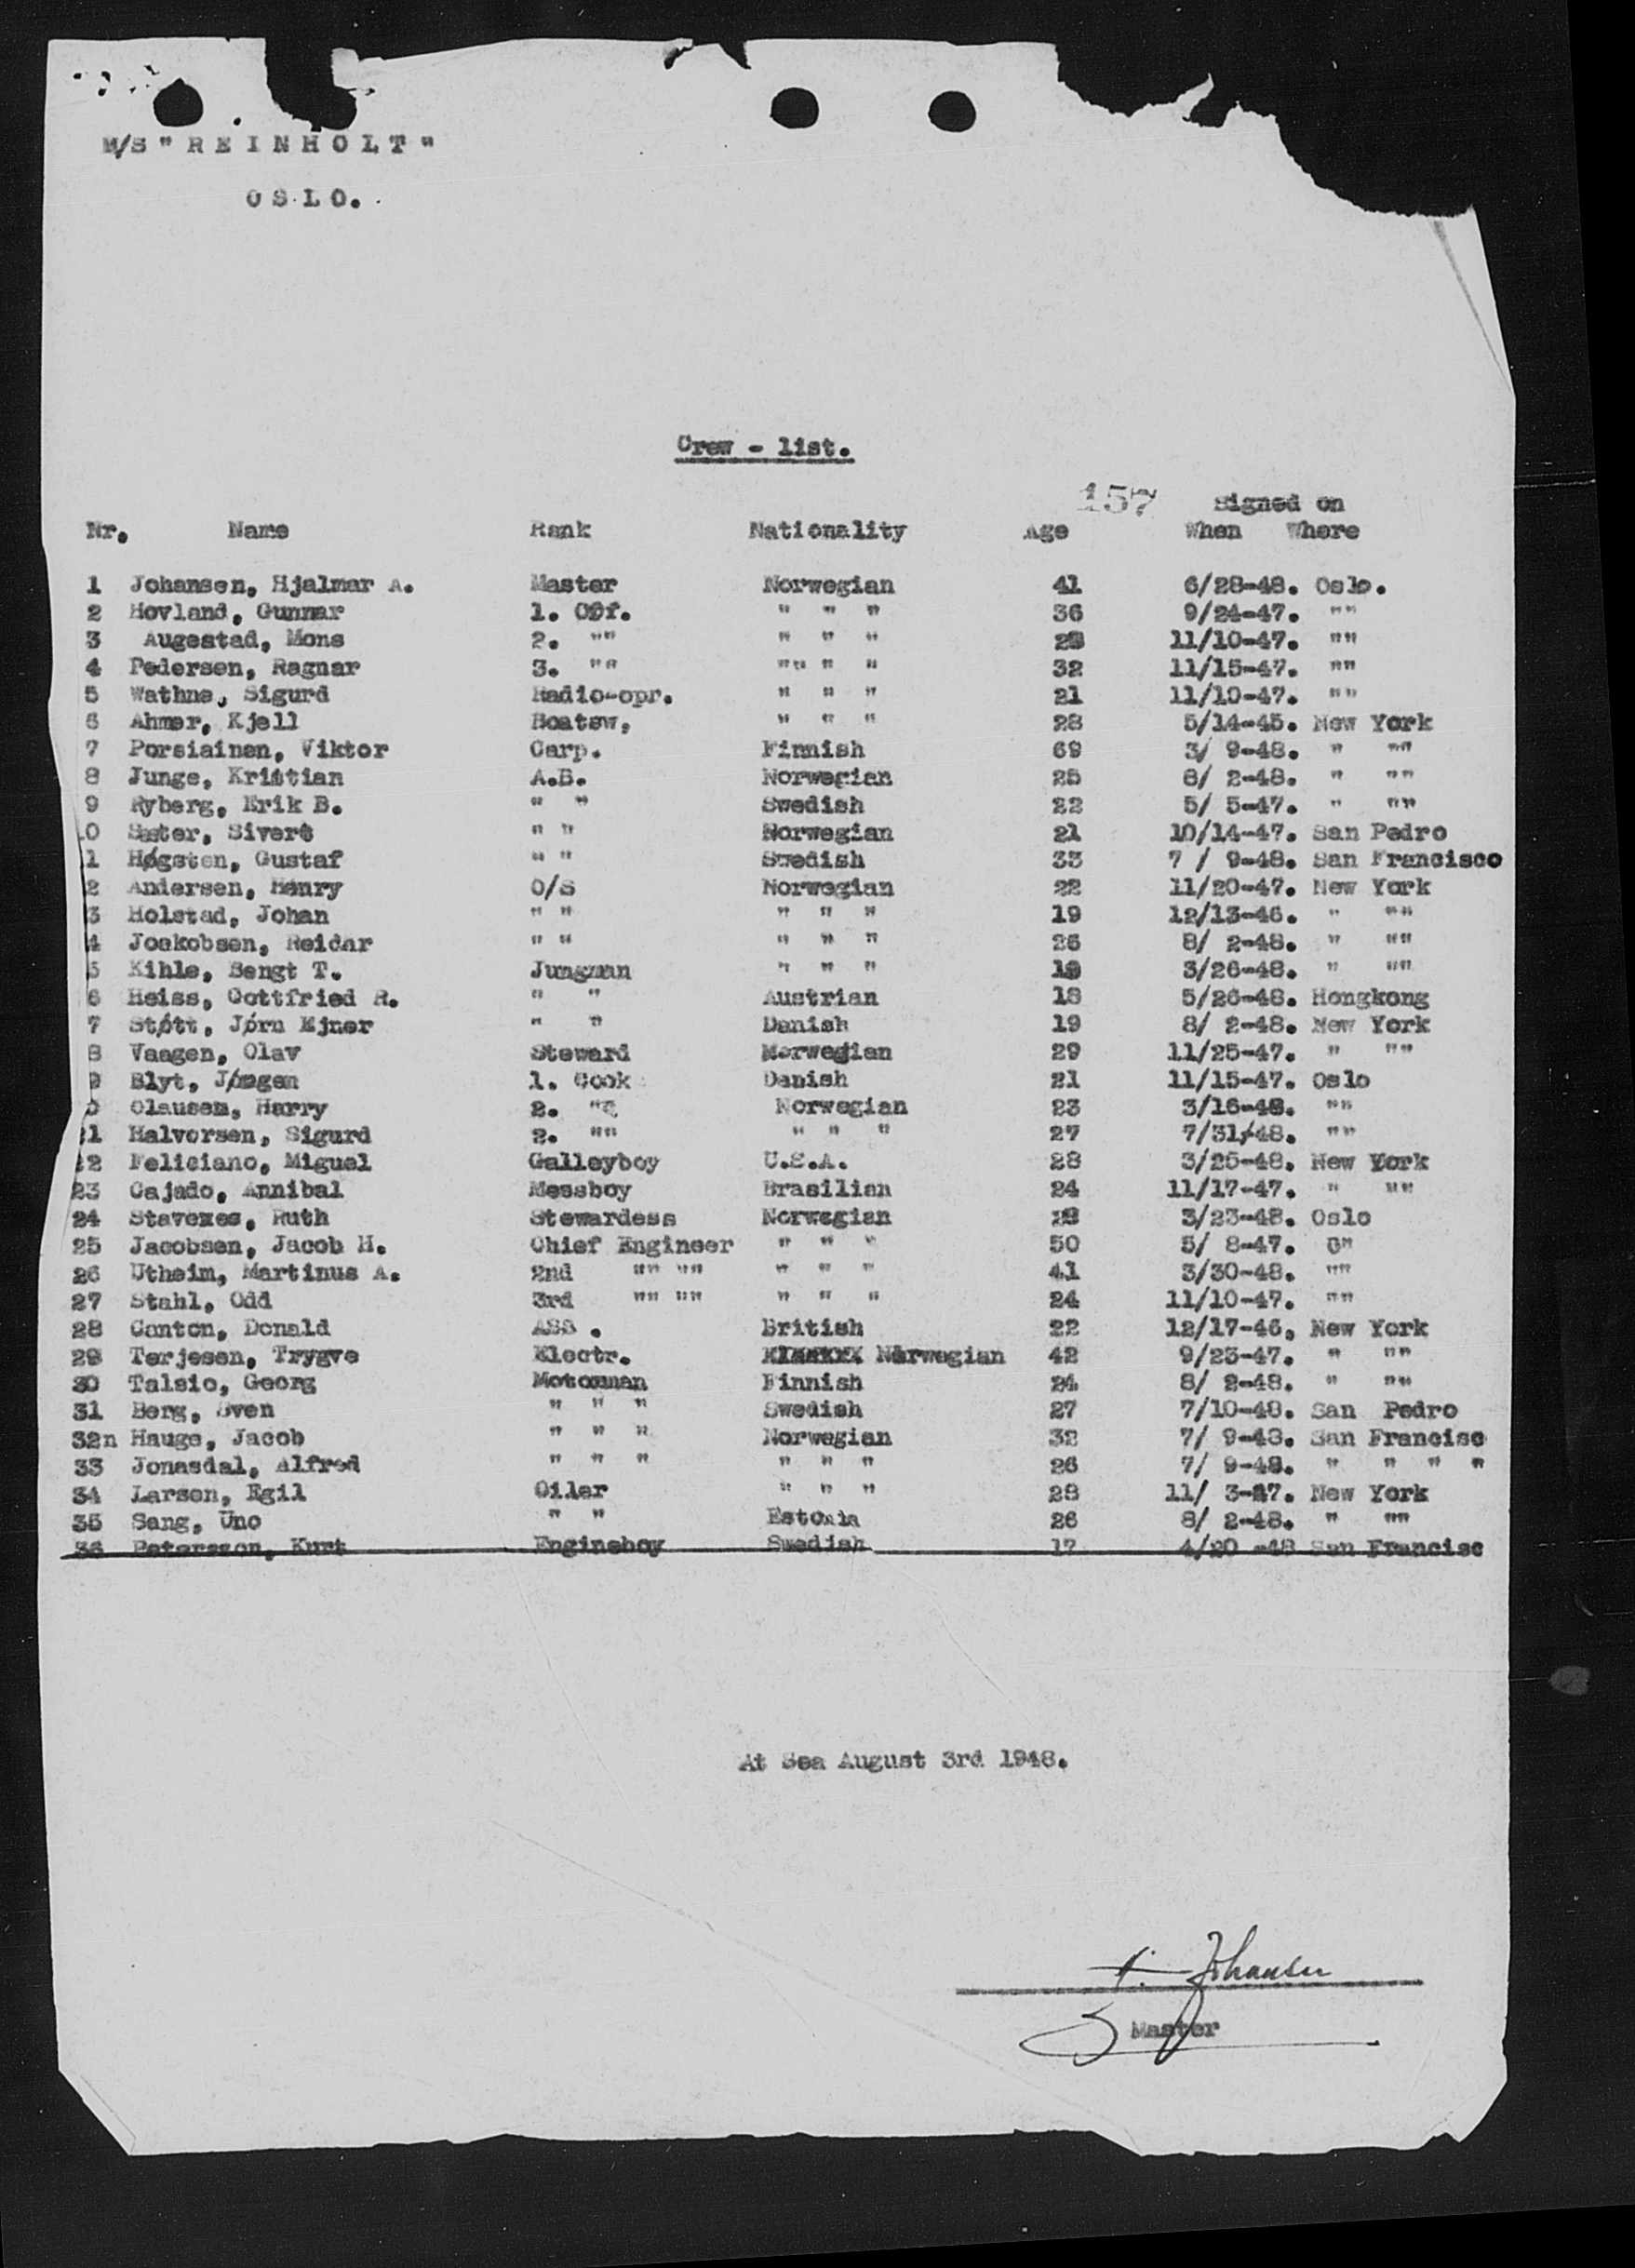 M/S "REINHOLT"
OSLO.
Crew - list.
157 Signed on
Nr. Name Rank Nationality Age When Where
1 Johansen, Hjalmar A. Master Norwegian 41 6/28-48. Oslo.
2 Hovland, Gunnar 1. Off. " " " 36 9/24-47. ""
3 Augestad, Mons 2. "" " " " 11/10-47. ""
4 Pedersen, Ragnar 3. "" "" " " 32 11/15-47. ""
5 Wathne, Sigurd Radio-opr. " " " 21 11/10-47. ""
6 Ahmer, Kjell Boatsw, " " " 28 5/14-45. New York
7 Porsiainen, Viktor Carp. Finnish 69 3/ 9-48. " ""
8 Junge, Kristian A.B. Norwegian 25 8/ 2-48. " ""
9 Ryberg, Erik B. " " Swedish 22 5/ 5-47. " ""
0 Sæter, Sivert " " Norwegian 21 10/14-47. San Pedro
1 Høgsten, Gustaf " " Swedish 33 7 / 9-48. San Francisco
2 Andersen, Henry O/S Norwegian 22 11/20-47. New York
3 Holstad, Johan " " " " " 19 12/13-46. " ""
4 Joakobsen, Reidar " " " " " 26 8/ 2-48. " ""
5 Kihle, Bengt T. Jungman " " " 19 3/26-48. " ""
6 Heiss, Gottfried R. " " Austrian 18 5/26-48. Hongkong
7 Støtt, Jørn Ejner " " Danish 19 8/ 2-48. New York
8 Vaagen, Olav Steward Norwegian 29 11/25-47. " ""
9 Blyt, Jørgen 1. Cook Danish 21 11/15-47. Oslo
0 Olausen, Harry 2. "" Norwegian 23 3/16-48. ""
21 Halvorsen, Sigurd 2. "" " " " 27 7/31/48. ""
22 Feliciano, Miguel Galleyboy U.S.A. 28 3/25-48. New York
23 Cajado, Annibal Messboy Brasilian 24 11/17-47. " ""
24 Ruth Stewardess Norwegian 3/23-48. Oslo
25 Jacobsen, Jacob H. Chief Engineer " " " 50 5/ 8-47. ""
26 Utheim, Martinus A. 2nd "" "" " " " 41 3/30-48. ""
27 Stahl, Odd 3rd "" "" " " " 24 11/10-47. ""
28 Canton, Donald ASS . British 22 12/17-46, New York
29 Terjesen, Trygve Electr. Norwegian 42 9/23-47. " ""
30 Talsio, Georg Motorman Finnish 24 8/ 2-48. " ""
31 Berg, Sven " " " Swedish 27 7/10-48. San Pedro
32n Hauge, Jacob " " " Norwegian 32 7/ 9-48. San Francisc
33 Jonasdal, Alfred " " " " " " 26 7/ 9-48. " " " "
34 Larsen, Egil Oiler " " " 28 11/ 3-47. New York
35 Sang, Uno " " Estonia 26 8/ 2-48. " ""
36 Petersson, Kurt Engineboy Swedish 17 4/20 -48 San Francisc
At Sea August 3rd 1948.
H. Johansen
Master